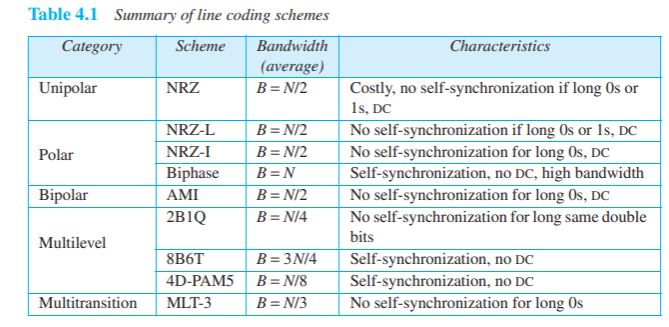 Table 4.1 Summary of line coding schemes
Category Scheme Bandwidth (average) Characteristics
Unipolar NRZ B = N/2 Costly, no self-synchronization if long 0s or
1s, DC
NRZ-L B = N/2 No self-synchronization if long 0s or 1s, DC
Polar NRZ-I B = N/2 No self-synchronization for long 0s, DC
Biphase B = N Self-synchronization, no DC, high bandwidth
Bipolar AMI B = N/2 No self-synchronization for long 0s, DC
Multilevel 2B1Q B = N/4 No self-synchronization for long same double
bits
8B6T B = 3N/4 Self-synchronization, no DC
4D-PAM5 B = N/8 Self-synchronization, no DC
Multitransition MLT-3 B = N/3 No self-synchronization for long 0s